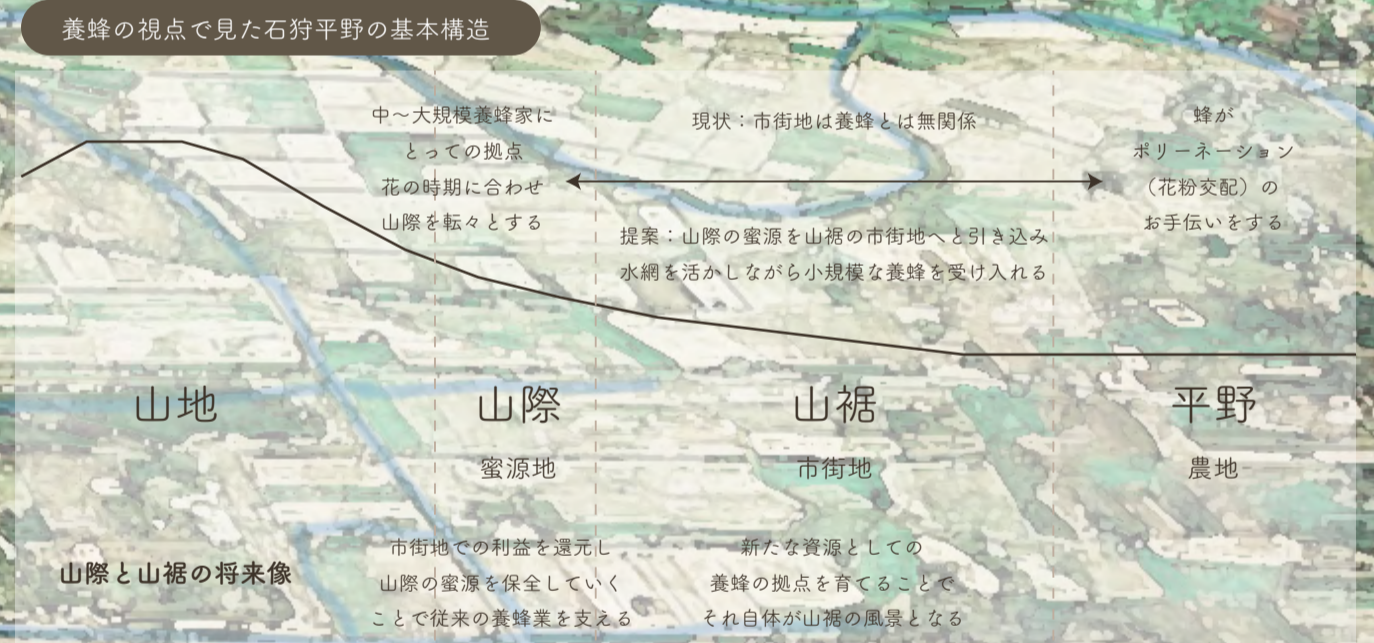 養蜂の視点で見た石狩平野の基本構造
中～大規模養蜂家に
とっての拠点
花の時期に合わせ
山際を転々とする
現状：市街地は養蜂とは無関係
提案：山際の蜜源を山裾の市街地へと引き込み
水網を活かしながら小規模な養蜂を受け入れる
蜂が
ポリーネーション
（花粉交配）の
お手伝いをする
山地
山際
山裾
平野
蜜源地
市街地
農地
山際と山裾の将来像
市街地での利益を還元し
山際の蜜源を保全していく
ことで従来の養蜂業を支える
新たな資源としての
養蜂の拠点を育てることで
それ自体が山裾の風景となる